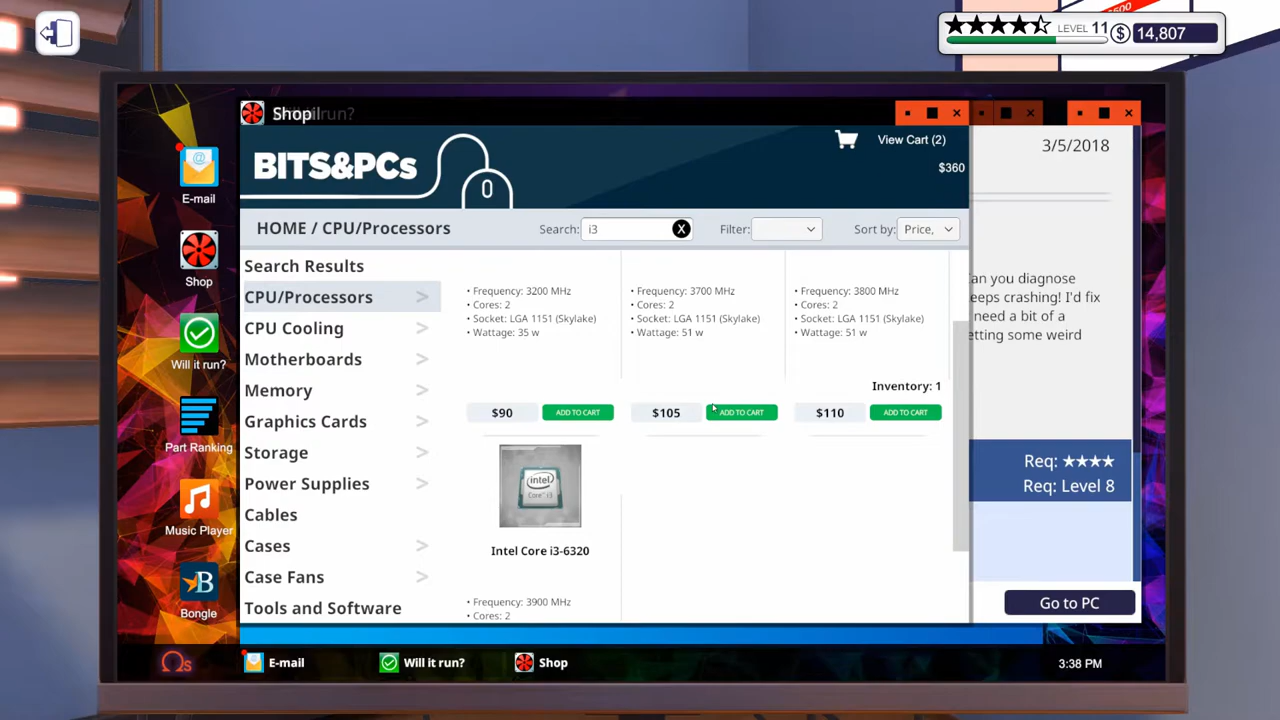 500
LEVEL 11
$ 14,807
Shop
run?
View Cart (2)
$360
BITS&PCs
3/5/2018
HOME / CPU/Processors
Search: i3 X
Filter:
Sort by: Price,
E-mail
Shop
Will it run?
Part Ranking
Music Player
Bongle
Search Results
CPU/Processors >
CPU Cooling >
Motherboards >
Memory >
Graphics Cards >
Storage >
Power Supplies >
Cables
Cases >
Case Fans >
Tools and Software
• Frequency: 3200 MHz
• Cores: 2
• Socket: LGA 1151 (Skylake)
• Wattage: 35 w
$90 ADD TO CART
• Frequency: 3700 MHz
• Cores: 2
• Socket: LGA 1151 (Skylake)
• Wattage: 51 w
$105 ADD TO CART
• Frequency: 3800 MHz
• Cores: 2
• Socket: LGA 1151 (Skylake)
• Wattage: 51 w
Inventory: 1
$110 ADD TO CART
intel
Core i3
Intel Core i3-6320
• Frequency: 3900 MHz
• Cores: 2
an you diagnose
eeps crashing! I'd fix
need a bit of a
etting some weird
Req: ★★★★
Req: Level 8
Go to PC
Ωs
E-mail
Will it run?
Shop
3:38 PM